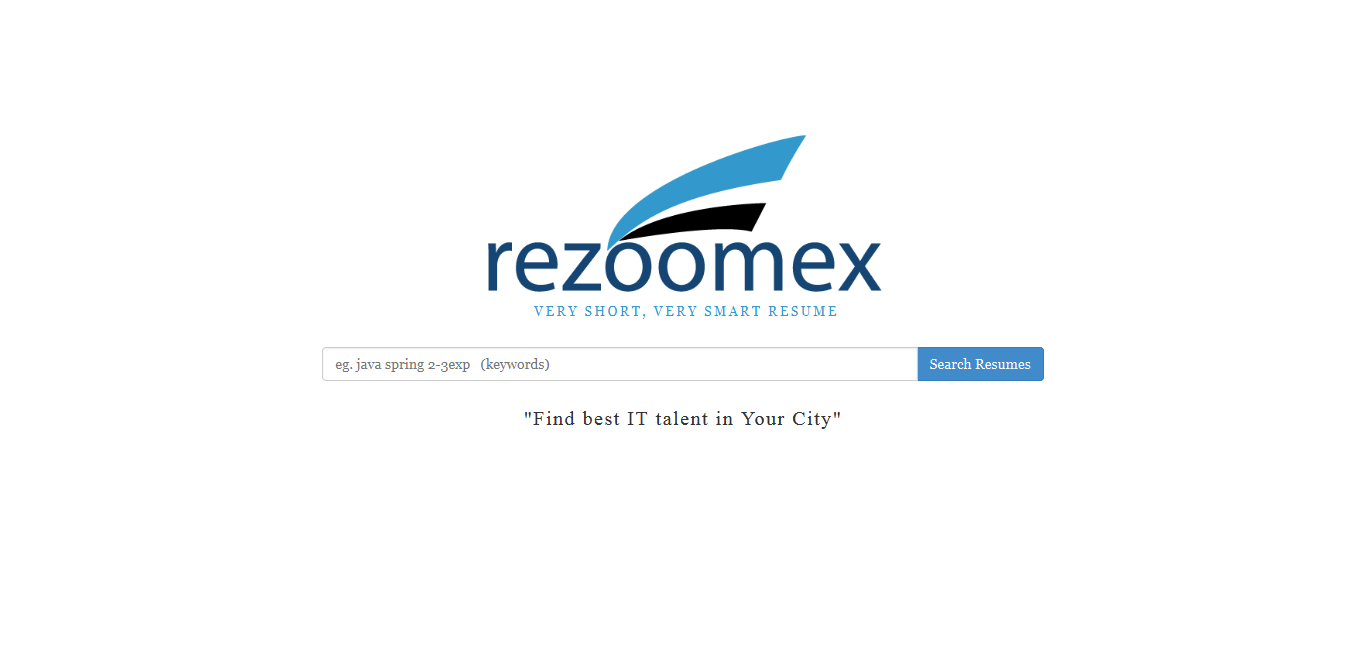 rezoomex
VERY SHORT, VERY SMART RESUME
eg. java spring 2-3exp (keywords)
Search Resumes
"Find best IT talent in Your City"